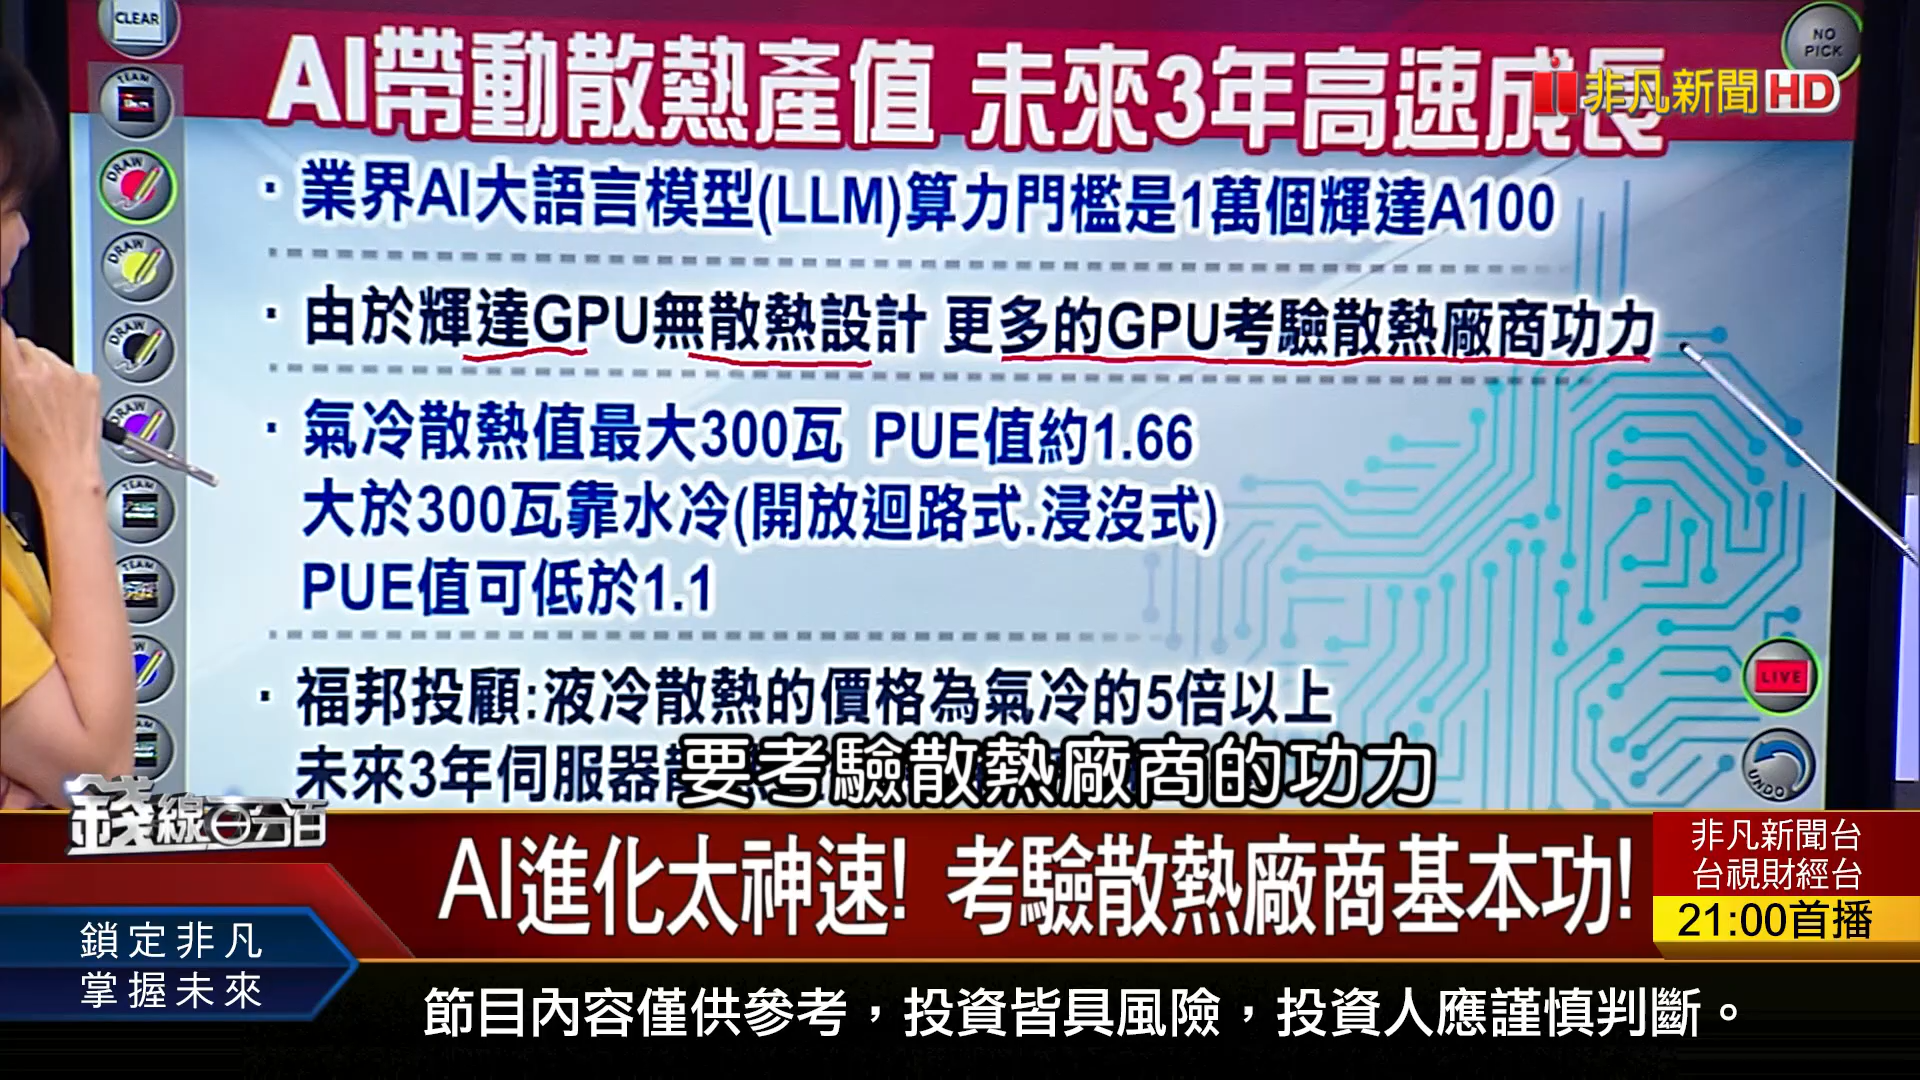 CLEAR
NO PICK
AI帶動散熱產值 未來3年高速成長
非凡新聞HD
TEAM
DRAW
・業界AI大語言模型(LLM)算力門檻是1萬個輝達A100
DRAW
・由於輝達GPU無散熱設計 更多的GPU考驗散熱廠商功力
DRAW
・氣冷散熱值最大300瓦 PUE值約1.66
DRAW
大於300瓦靠水冷(開放迴路式.浸沒式)
TEAM
PUE值可低於1.1
TEAM
・福邦投顧:液冷散熱的價格為氣冷的5倍以上
LIVE
未來3年伺服器
要考驗散熱廠商的功力
UNDO
錢線百分百
AI進化太神速! 考驗散熱廠商基本功!
非凡新聞台
台視財經台
21:00首播
鎖定非凡
掌握未來
節目內容僅供參考，投資皆具風險，投資人應謹慎判斷。